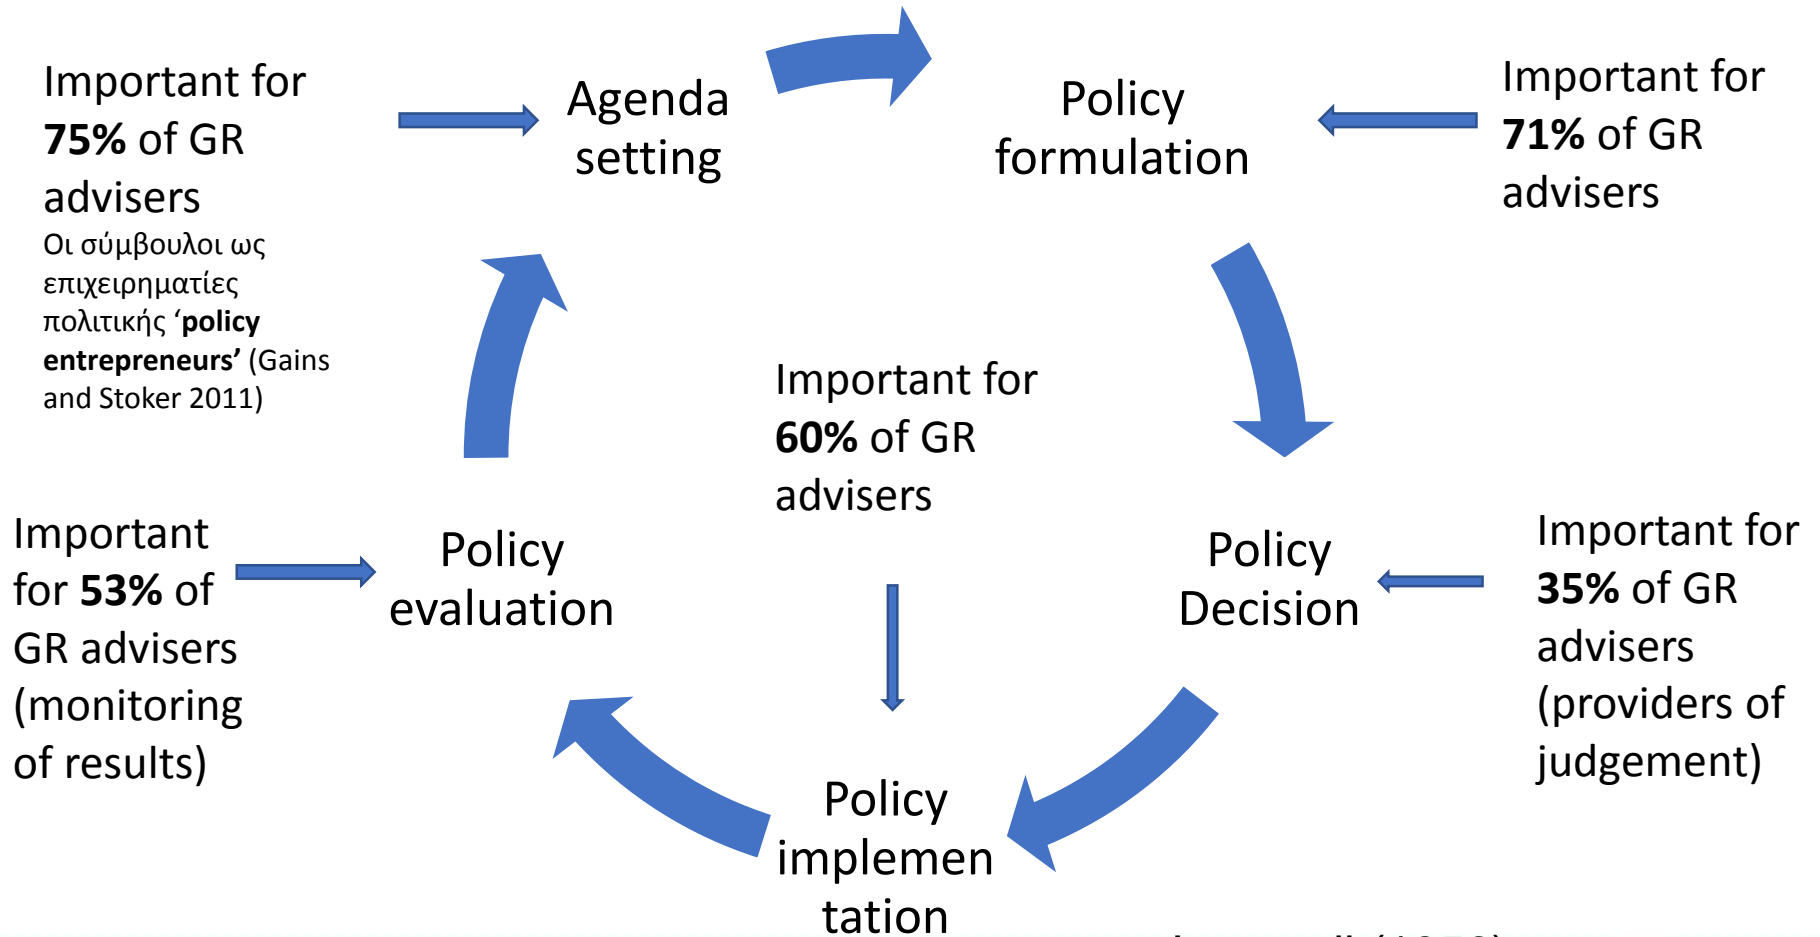 Important for
75% of GR
advisers
Οι σύμβουλοι ως
επιχειρηματίες
πολιτικής ‘policy
entrepreneurs’ (Gains
and Stoker 2011)
Agenda
setting
Policy
formulation
Important for
71% of GR
advisers
Important for
60% of GR
advisers
Important
for 53% of
GR advisers
(monitoring
of results)
Policy
evaluation
Policy
Decision
Important for
35% of GR
advisers
(providers of
judgement)
Policy
implemen
tation